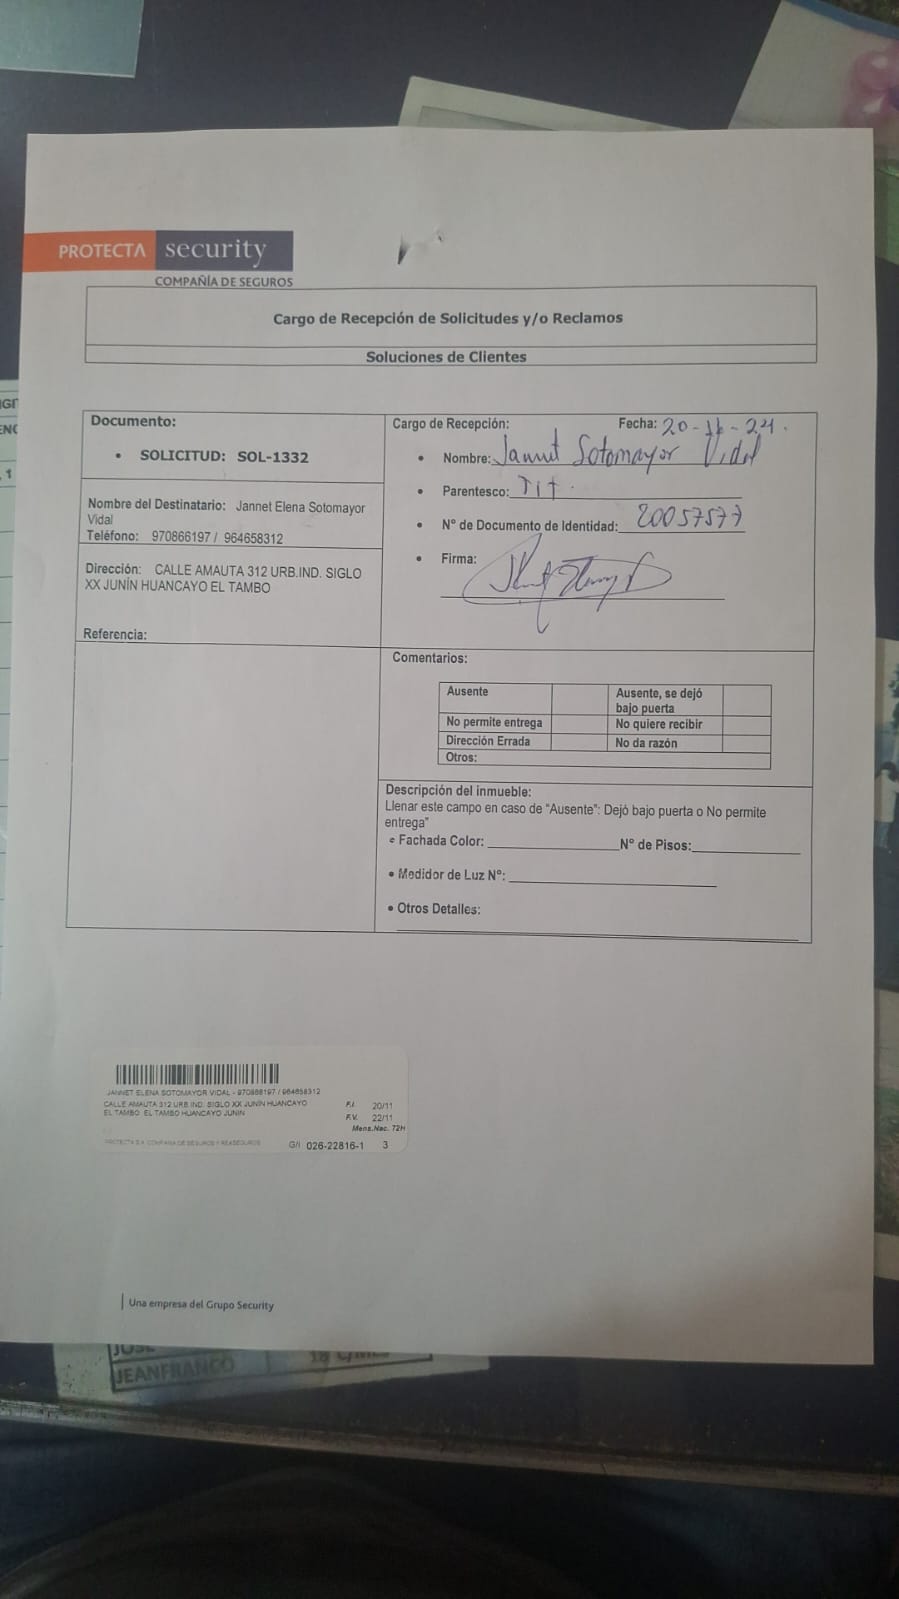 PROTECTA security
COMPAÑÍA DE SEGUROS
Cargo de Recepción de Solicitudes y/o Reclamos
Soluciones de Clientes
Documento:
• SOLICITUD: SOL-1332
Nombre del Destinatario: Jannet Elena Sotomayor
Vidal
Teléfono: 970866197 / 964658312
Dirección: CALLE AMAUTA 312 URB.IND. SIGLO
XX JUNÍN HUANCAYO EL TAMBO
Referencia:
Cargo de Recepción: Fecha: 20-11-24.
• Nombre: Jannet Sotomayor Vidal
• Parentesco: Tit.
• N° de Documento de Identidad: 20057577
• Firma:
Comentarios:
Ausente Ausente, se dejó
bajo puerta
No permite entrega No quiere recibir
Dirección Errada No da razón
Otros:
Descripción del inmueble:
Llenar este campo en caso de "Ausente": Dejó bajo puerta o No permite
entrega"
• Fachada Color: N° de Pisos:
• Medidor de Luz N°:
• Otros Detalles:
JANNET ELENA SOTOMAYOR VIDAL - 970866197 / 964658312
CALLE AMAUTA 312 URB.IND. SIGLO XX JUNÍN HUANCAYO
EL TAMBO EL TAMBO HUANCAYO JUNIN
F.I. 20/11
F.V. 22/11
Mens.Nac. 72H
PROTECTA S.A. COMPAÑIA DE SEGUROS Y REASEGUROS
G/I 026-22816-1 3
Una empresa del Grupo Security
JEANFRANCO